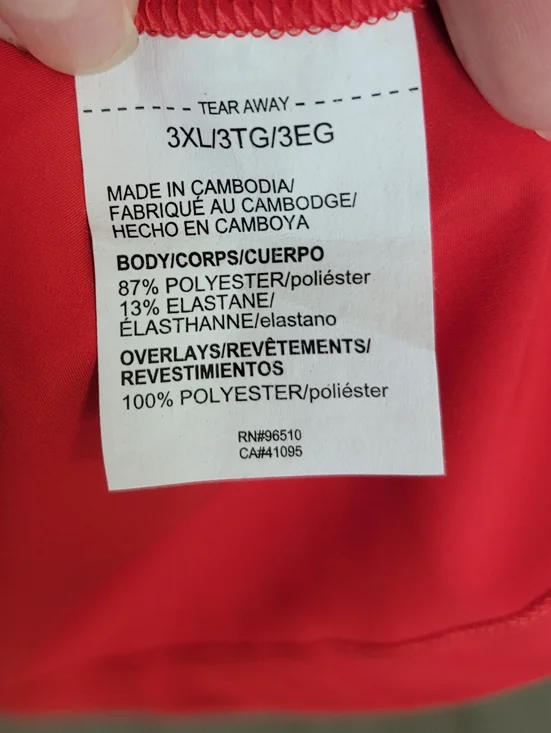 TEAR AWAY
3XL/3TG/3EG
MADE IN CAMBODIA/
FABRIQUÉ AU CAMBODGE/
HECHO EN CAMBOYA
BODY/CORPS/CUERPO
87% POLYESTER/poliéster
13% ELASTANE/
ÉLASTHANNE/elastano
OVERLAYS/REVÊTEMENTS/
REVESTIMIENTOS
100% POLYESTER/poliéster
RN#96510
CA#41095